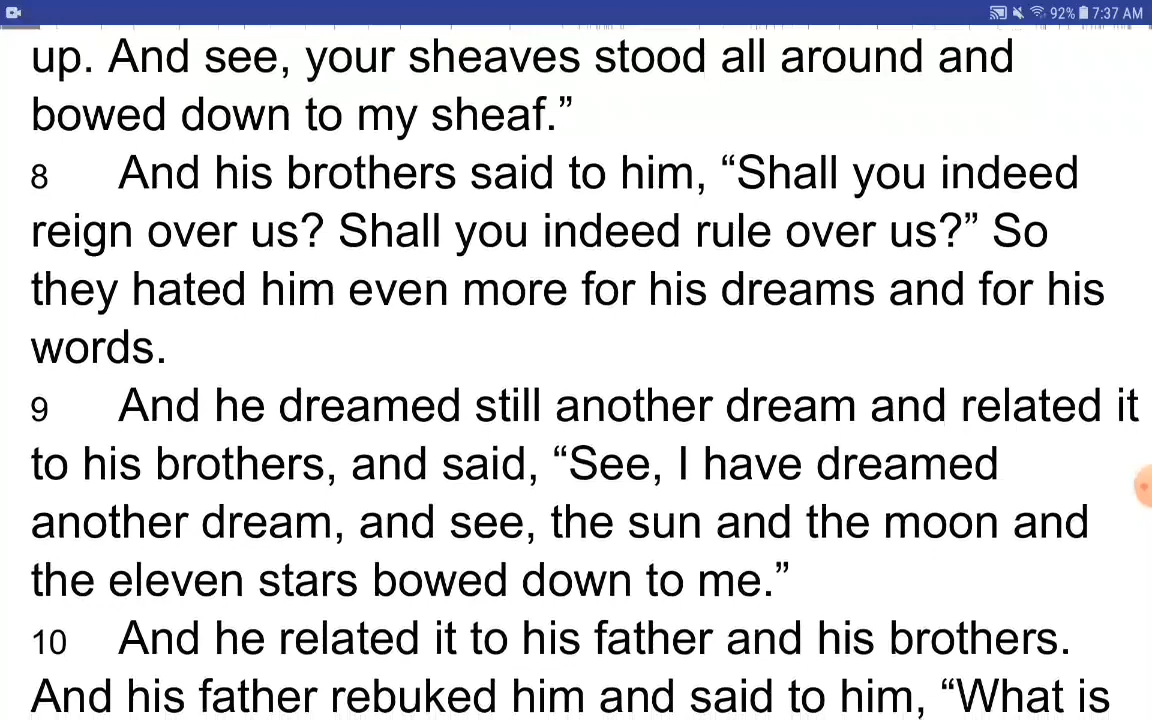 92% 7:37 AM
up. And see, your sheaves stood all around and
bowed down to my sheaf.”
8 And his brothers said to him, “Shall you indeed
reign over us? Shall you indeed rule over us?” So
they hated him even more for his dreams and for his
words.
9 And he dreamed still another dream and related it
to his brothers, and said, “See, I have dreamed
another dream, and see, the sun and the moon and
the eleven stars bowed down to me.”
10 And he related it to his father and his brothers.
And his father rebuked him and said to him, “What is